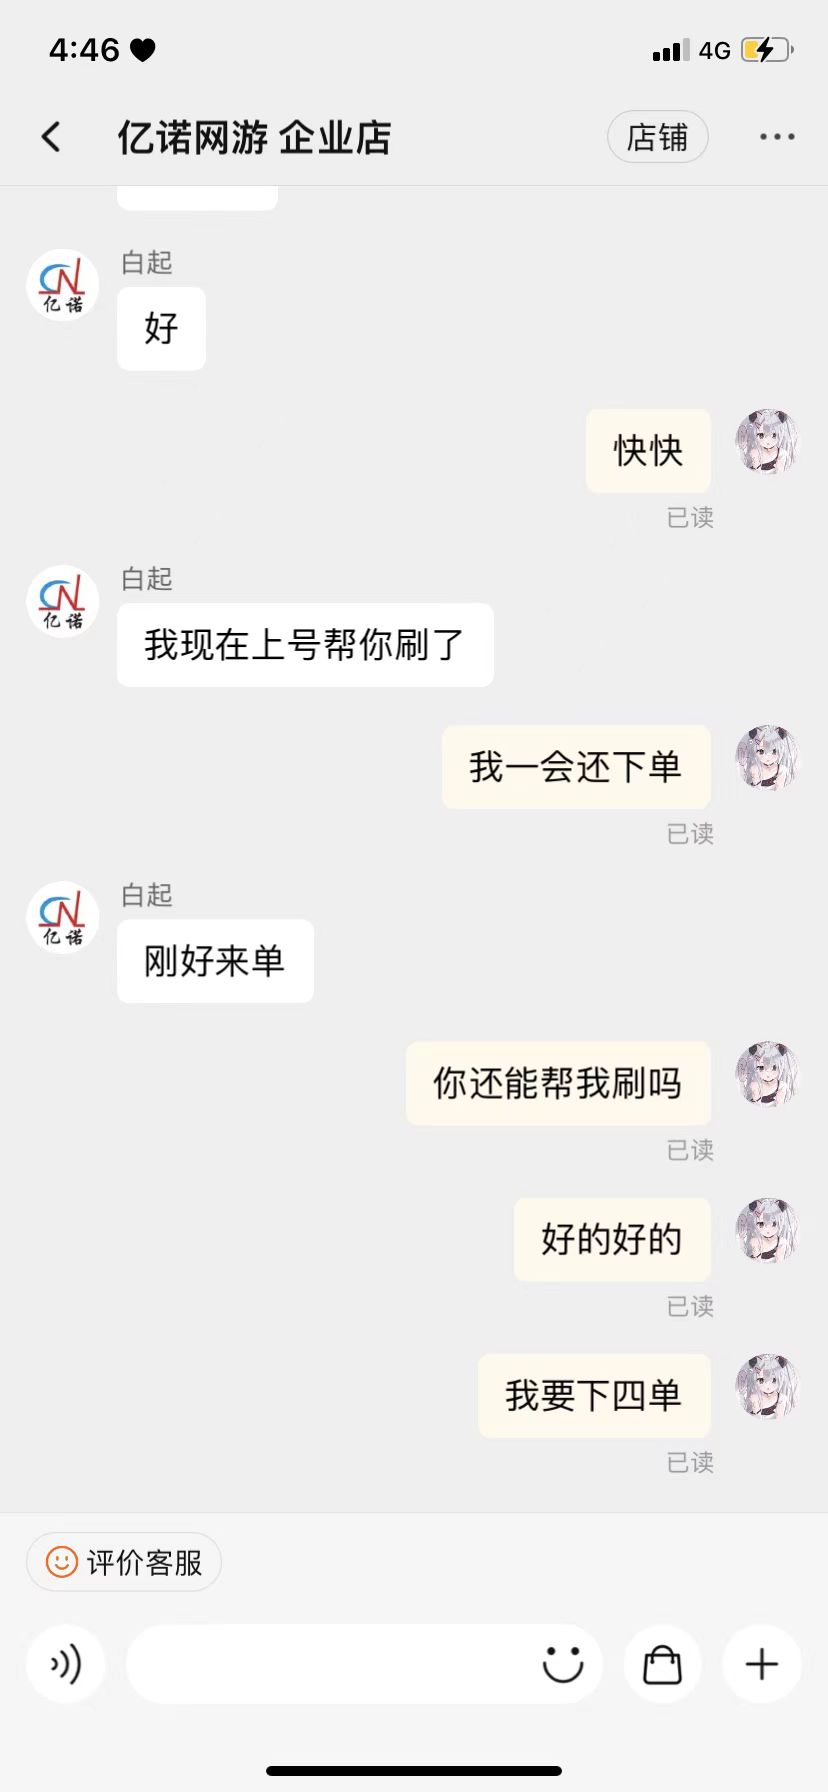 4:46
4G
亿诺网游 企业店
店铺
亿诺
白起
好
快快
已读
亿诺
白起
我现在上号帮你刷了
我一会还下单
已读
亿诺
白起
刚好来单
你还能帮我刷吗
已读
好的好的
已读
我要下四单
已读
评价客服